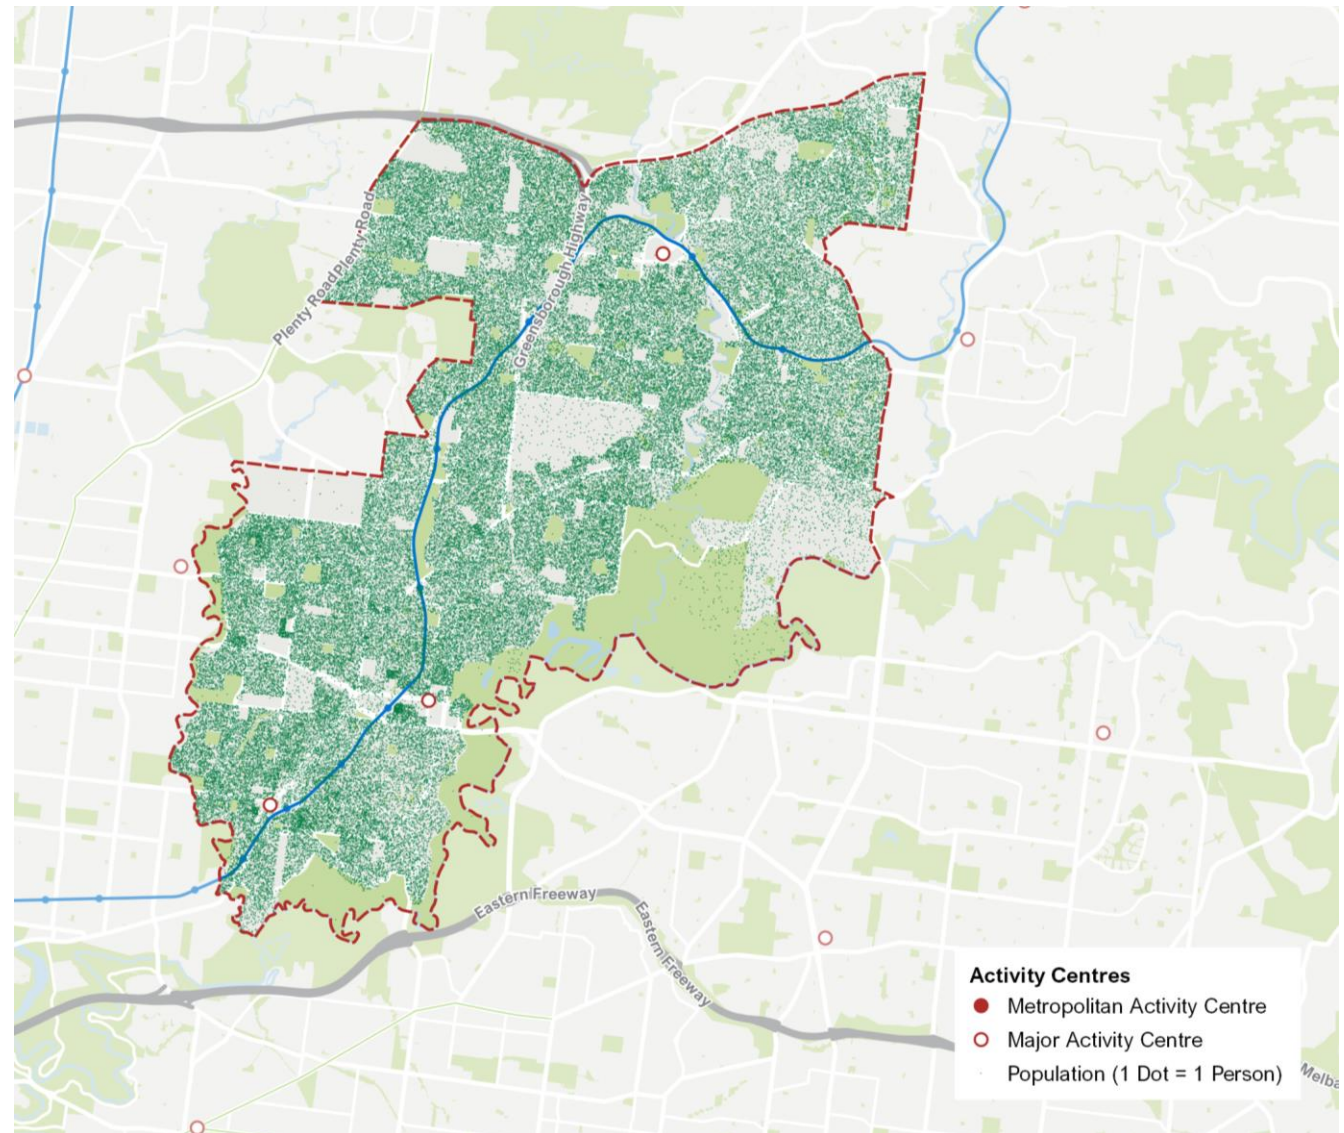 Plenty Road
Plenty Road
Greensborough Highway
Eastern Freeway
Eastern Freeway
Activity Centres
Metropolitan Activity Centre
Major Activity Centre
Population (1 Dot = 1 Person)
Melba